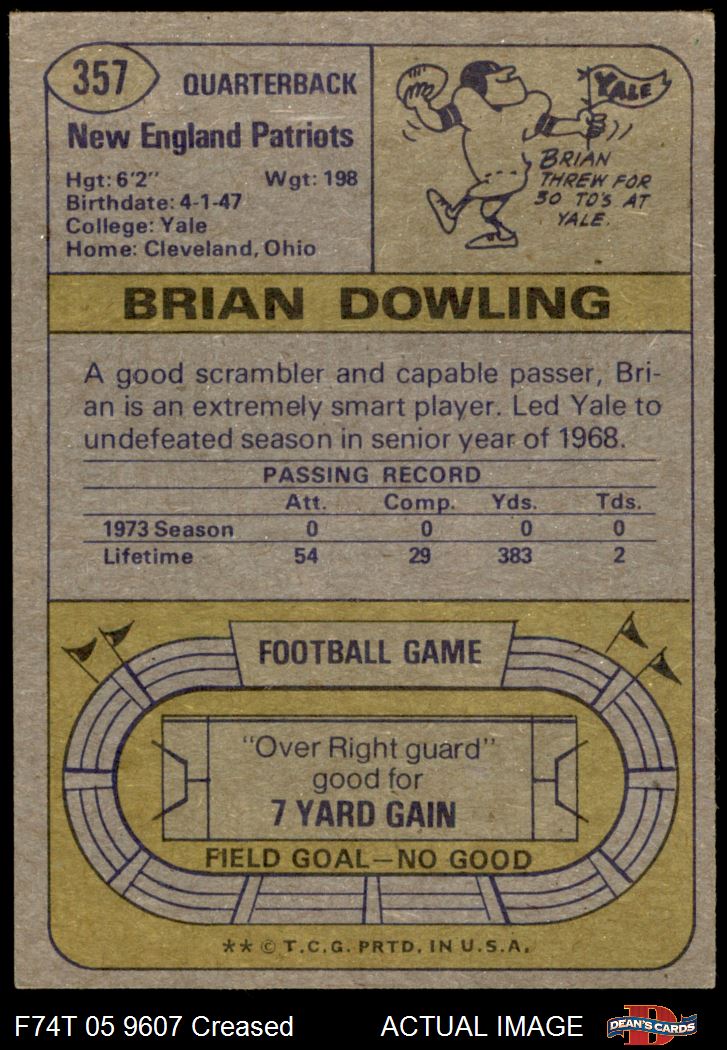 357
QUARTERBACK
New England Patriots
Hgt: 6'2" Wgt: 198
Birthdate: 4-1-47
College: Yale
Home: Cleveland, Ohio
YALE
BRIAN
THREW FOR
30 TD'S AT
YALE.
BRIAN DOWLING
A good scrambler and capable passer, Bri-
an is an extremely smart player. Led Yale to
undefeated season in senior year of 1968.
PASSING RECORD
Att. Comp. Yds. Tds.
1973 Season 0 0 0 0
Lifetime 54 29 383 2
FOOTBALL GAME
"Over Right guard"
good for
7 YARD GAIN
FIELD GOAL—NO GOOD
** © T.C.G. PRTD. IN U.S.A.
F74T 05 9607 Creased ACTUAL IMAGE
DEAN'S CARDS